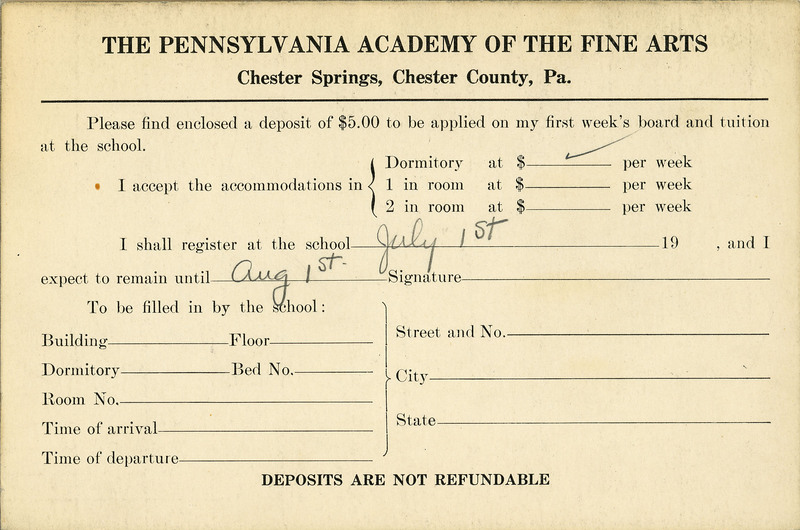 THE PENNSYLVANIA ACADEMY OF THE FINE ARTS
Chester Springs, Chester County, Pa.
Please find enclosed a deposit of $5.00 to be applied on my first week's board and tuition
at the school.
I accept the accommodations in
Dormitory at $ per week
1 in room at $ per week
2 in room at $ per week
I shall register at the school July 1st 19 , and I
expect to remain until Aug 1st. Signature
To be filled in by the school:
Building Floor
Dormitory Bed No.
Room No.
Time of arrival
Time of departure
Street and No.
City
State
DEPOSITS ARE NOT REFUNDABLE